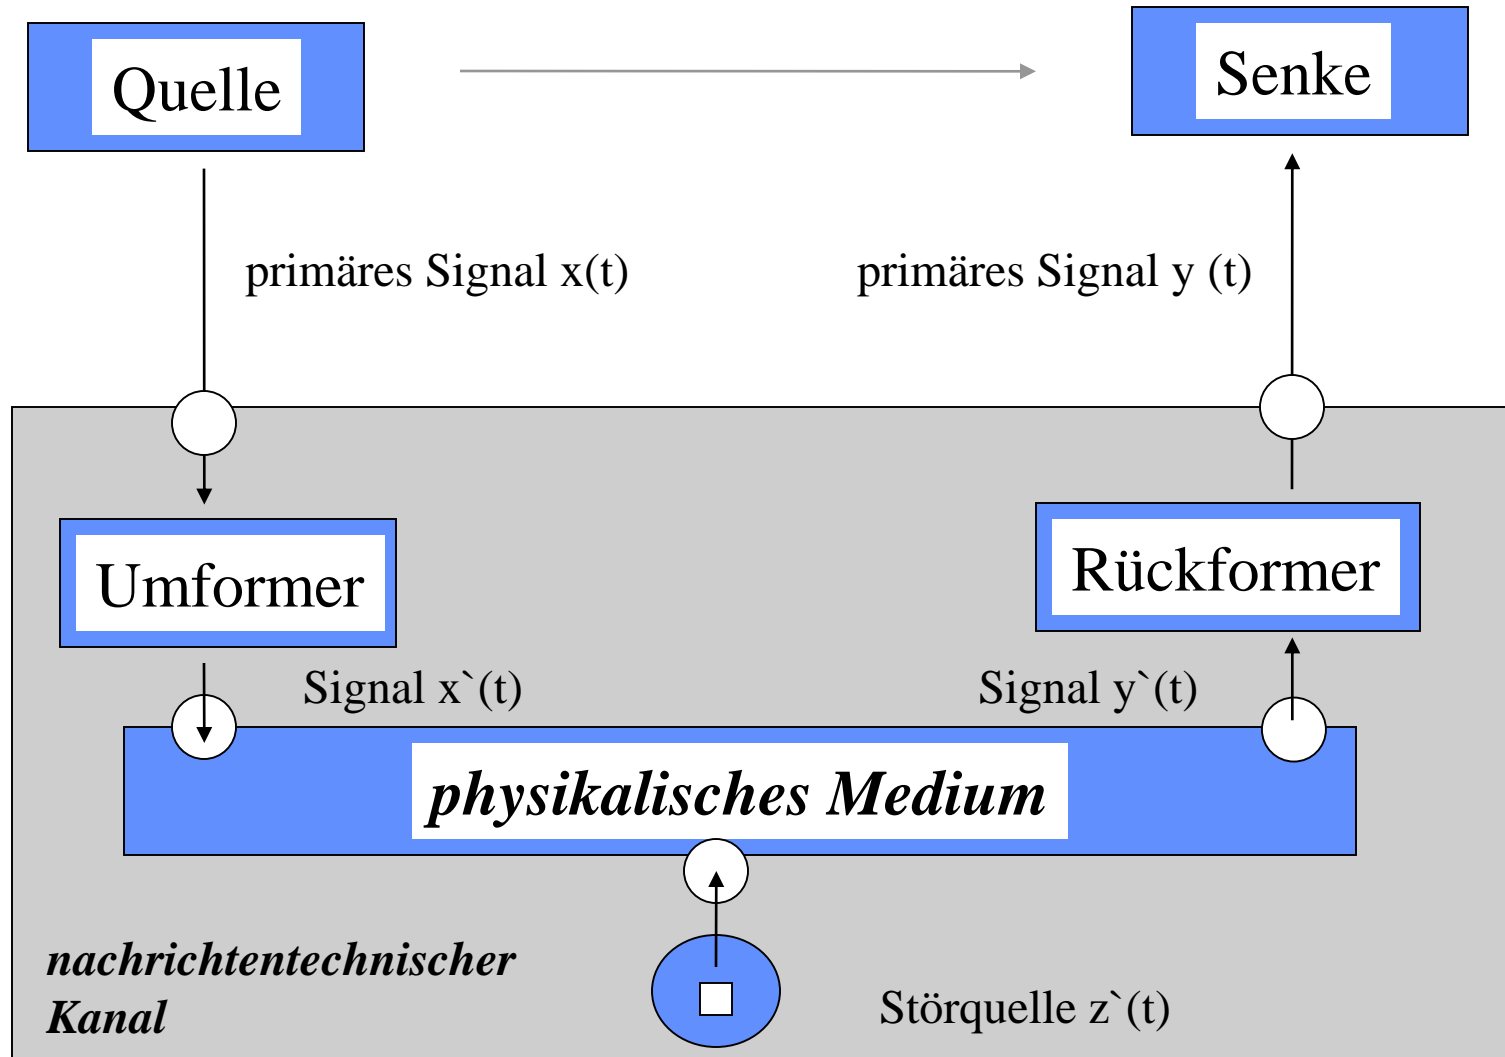 Quelle
Senke
primäres Signal x(t)
primäres Signal y (t)
Umformer
Rückformer
Signal x`(t)
Signal y`(t)
physikalisches Medium
nachrichtentechnischer
Kanal
Störquelle z`(t)